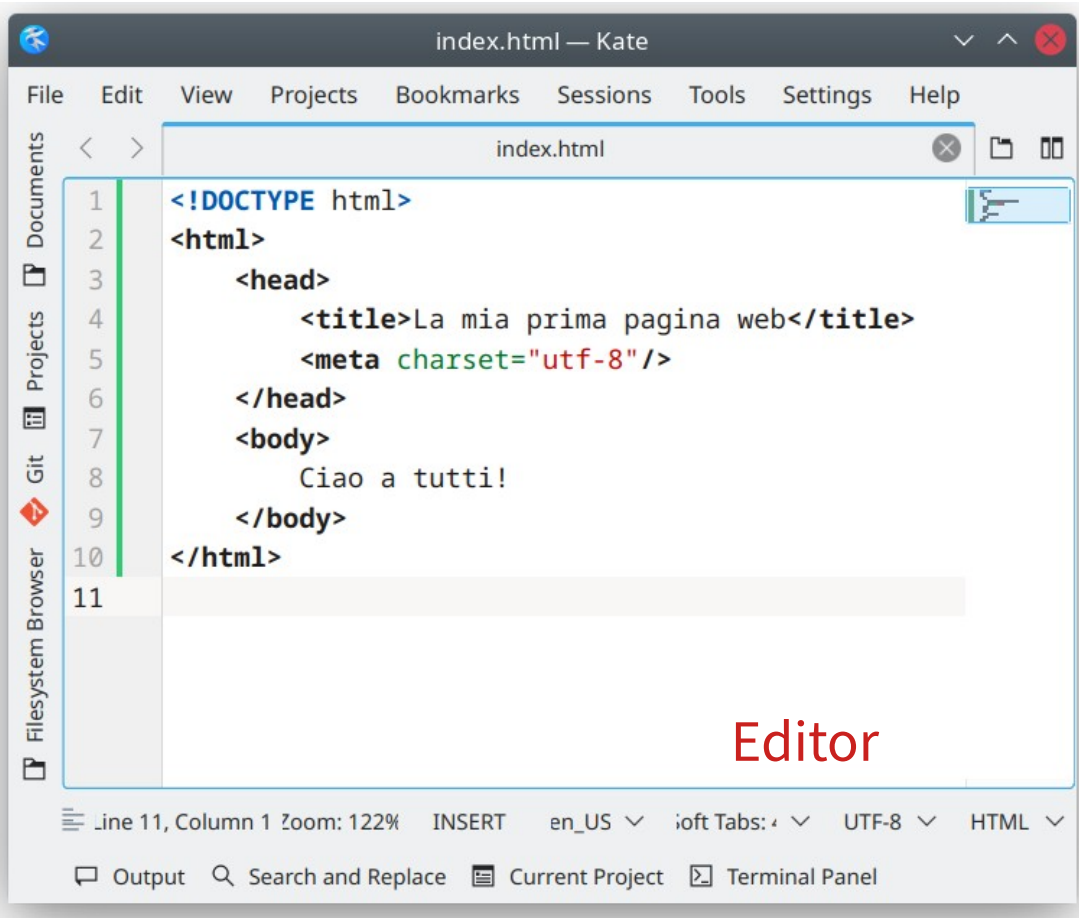 index.html — Kate
File Edit View Projects Bookmarks Sessions Tools Settings Help
Documents
Projects
Git
Filesystem Browser
index.html
1 <!DOCTYPE html>
2 <html>
3     <head>
4         <title>La mia prima pagina web</title>
5         <meta charset="utf-8"/>
6     </head>
7     <body>
8         Ciao a tutti!
9     </body>
10 </html>
11
Editor
Line 11, Column 1 Zoom: 122% INSERT en_US Soft Tabs: 4 UTF-8 HTML
Output Search and Replace Current Project Terminal Panel